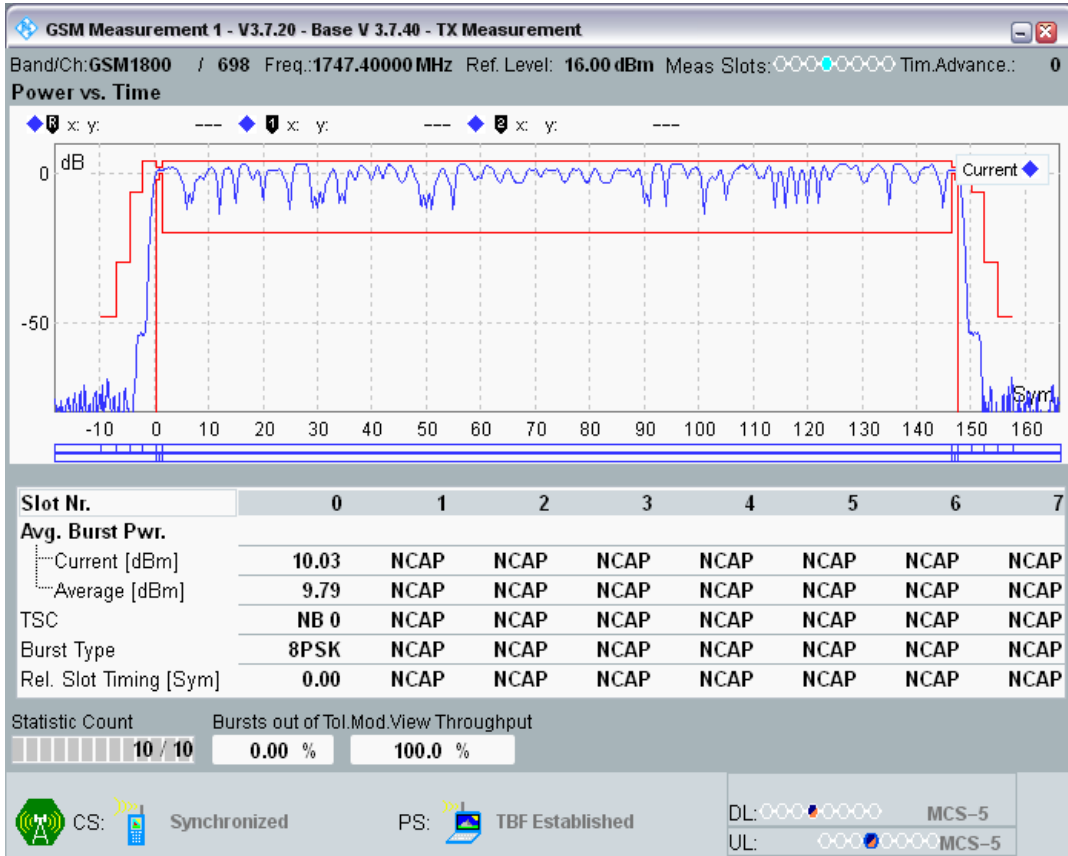 GSM Measurement 1 - V3.7.20 - Base V 3.7.40 - TX Measurement
Band/Ch:GSM1800 / 698 Freq.:1747.40000 MHz Ref. Level: 16.00 dBm Meas Slots: Tim.Advance.: 0
Power vs. Time
R x: y: --- 1 x: y: --- 2 x: y: ---
dB
Current
0
-50
Sym
-10 0 10 20 30 40 50 60 70 80 90 100 110 120 130 140 150 160
Slot Nr. 0 1 2 3 4 5 6 7
Avg. Burst Pwr.
Current [dBm] 10.03 NCAP NCAP NCAP NCAP NCAP NCAP NCAP
Average [dBm] 9.79 NCAP NCAP NCAP NCAP NCAP NCAP NCAP
TSC NB 0 NCAP NCAP NCAP NCAP NCAP NCAP NCAP
Burst Type 8PSK NCAP NCAP NCAP NCAP NCAP NCAP NCAP
Rel. Slot Timing [Sym] 0.00 NCAP NCAP NCAP NCAP NCAP NCAP NCAP
Statistic Count Bursts out of Tol.Mod.View Throughput
10 / 10 0.00 % 100.0 %
CS: Synchronized PS: TBF Established
DL: MCS-5
UL: MCS-5